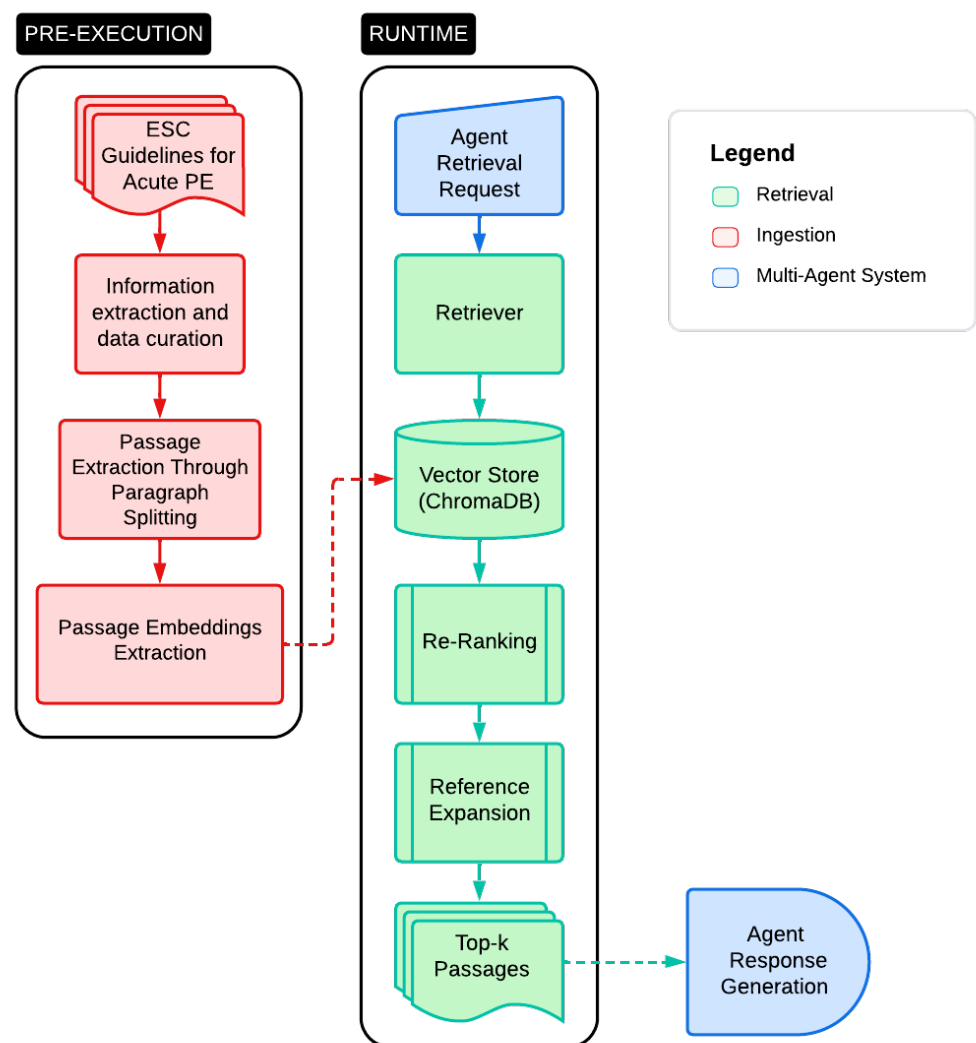 PRE-EXECUTION
ESC
Guidelines for
Acute PE
Information
extraction and
data curation
Passage
Extraction Through
Paragraph
Splitting
Passage Embeddings
Extraction
RUNTIME
Agent
Retrieval
Request
Retriever
Vector Store
(ChromaDB)
Re-Ranking
Reference
Expansion
Top-k
Passages
Agent
Response
Generation
Legend
Retrieval
Ingestion
Multi-Agent System